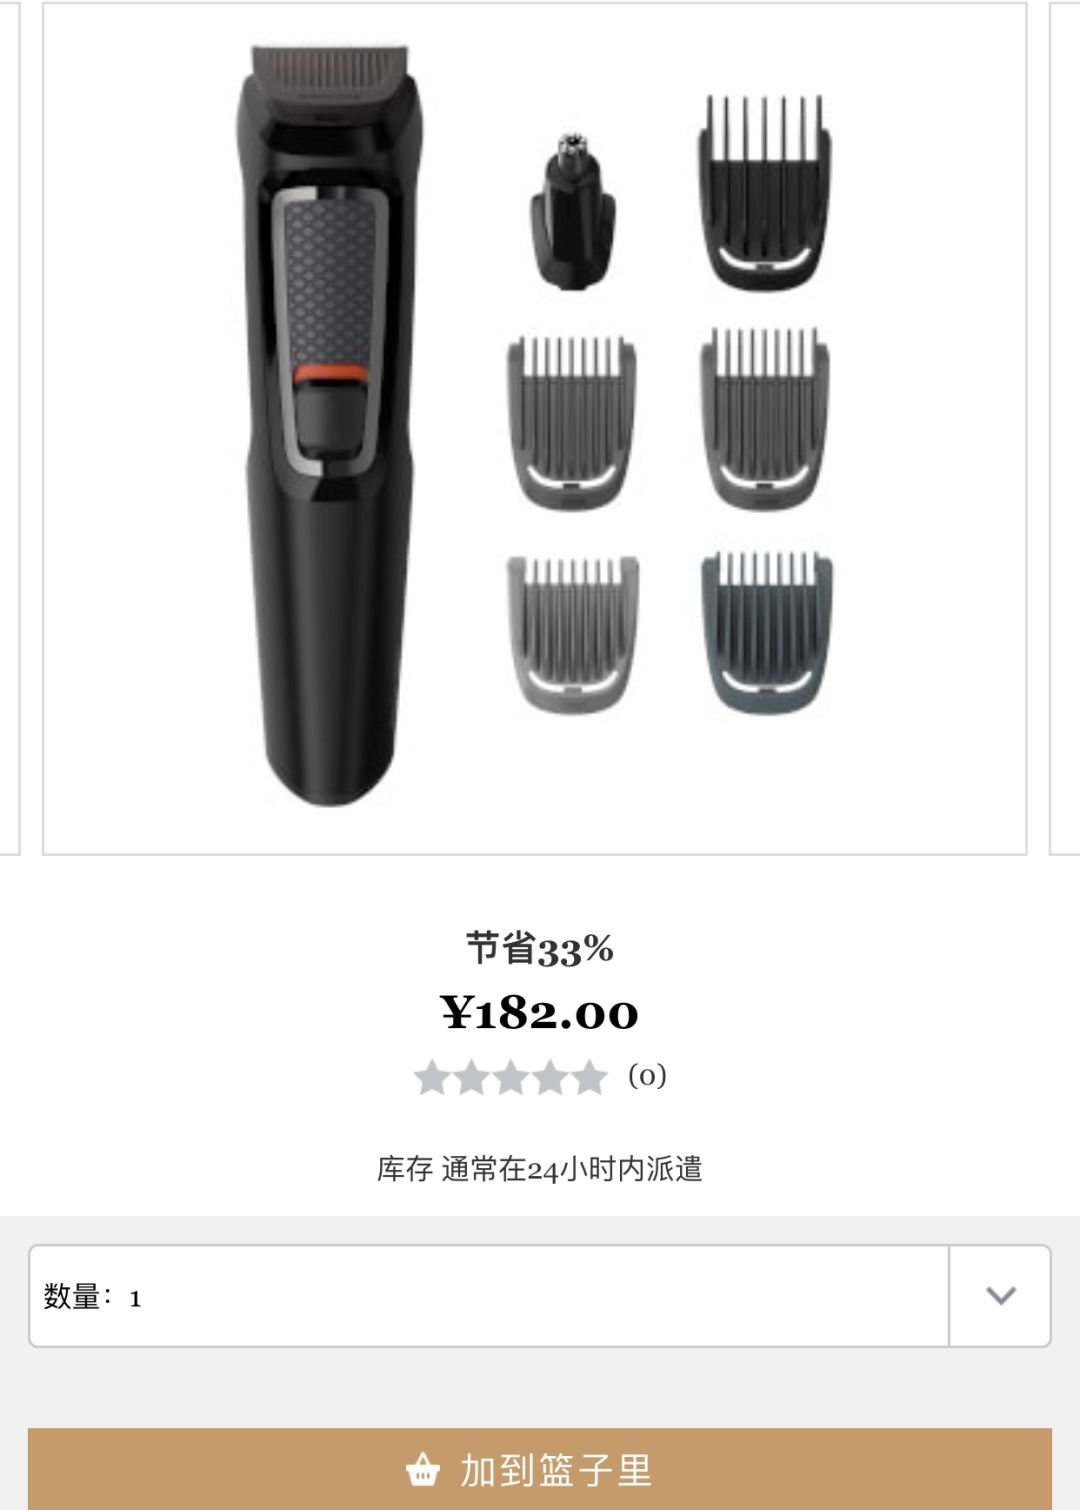 节省33%
¥182.00
(0)
库存 通常在24小时内派遣
数量：1
加到篮子里